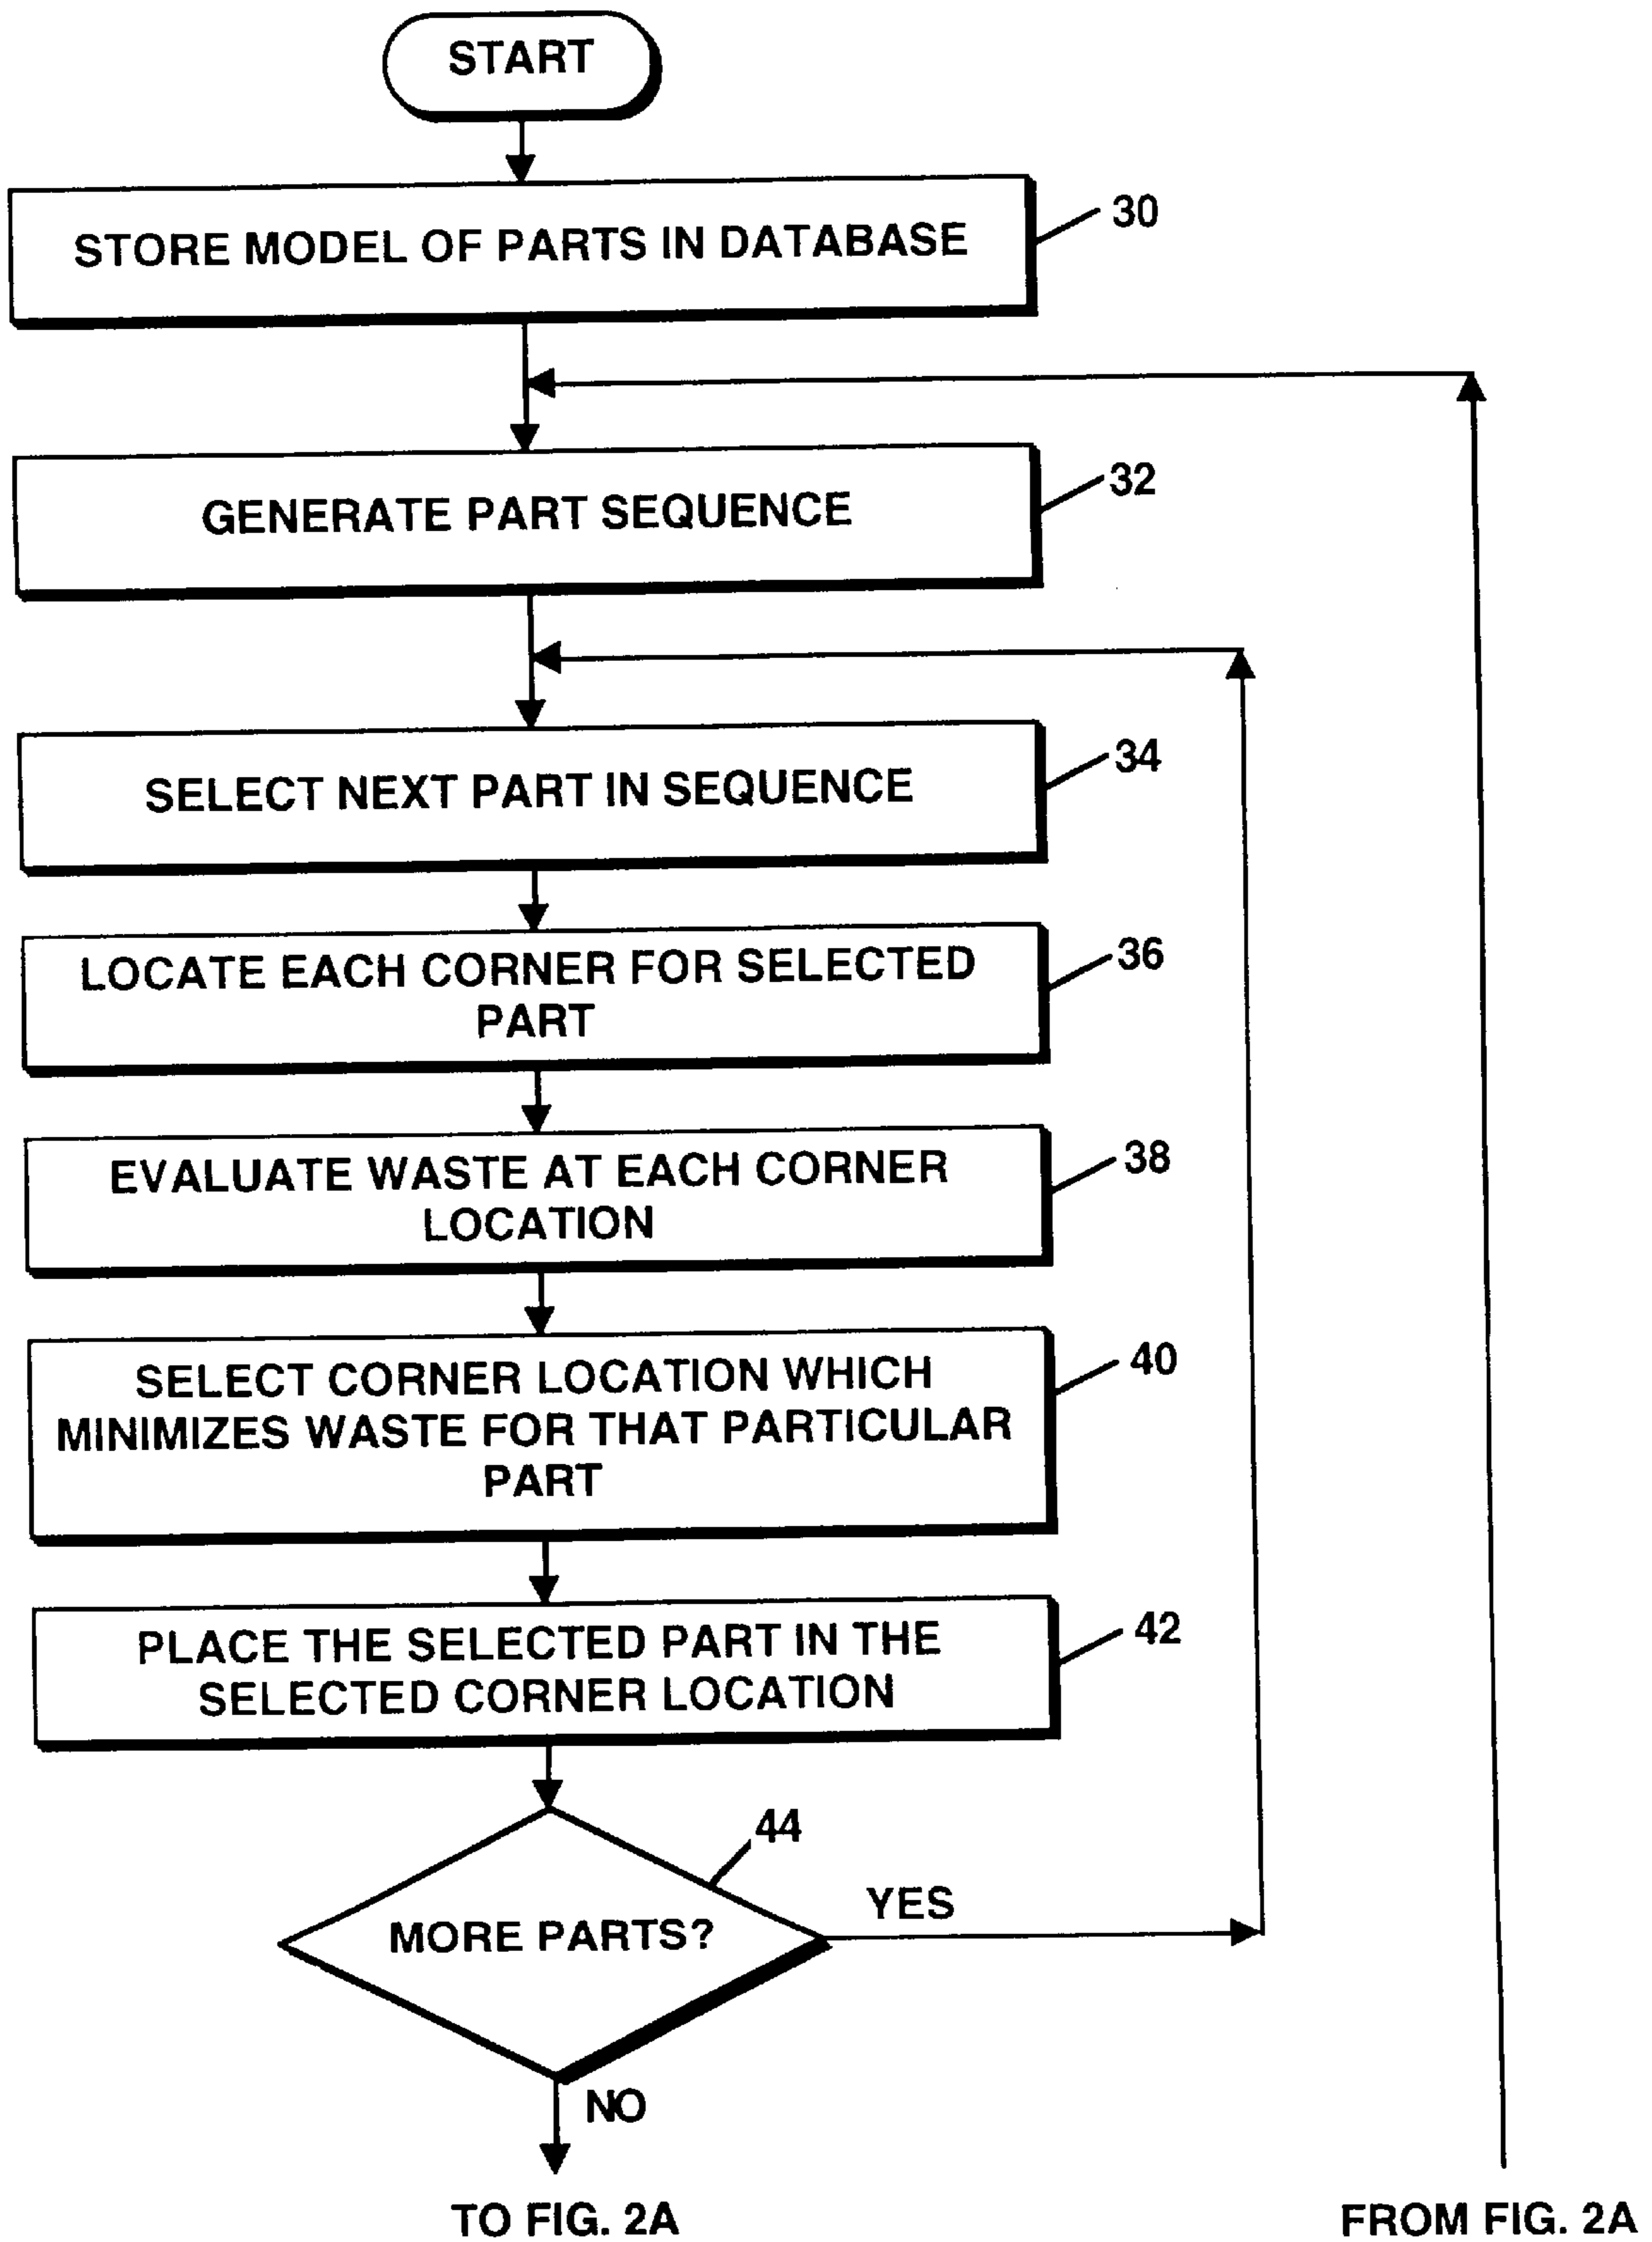 START
STORE MODEL OF PARTS IN DATABASE
30
GENERATE PART SEQUENCE
32
SELECT NEXT PART IN SEQUENCE
34
LOCATE EACH CORNER FOR SELECTED
PART
36
EVALUATE WASTE AT EACH CORNER
LOCATION
38
SELECT CORNER LOCATION WHICH
MINIMIZES WASTE FOR THAT PARTICULAR
PART
40
PLACE THE SELECTED PART IN THE
SELECTED CORNER LOCATION
42
44
MORE PARTS?
YES
NO
TO FIG. 2A
FROM FIG. 2A